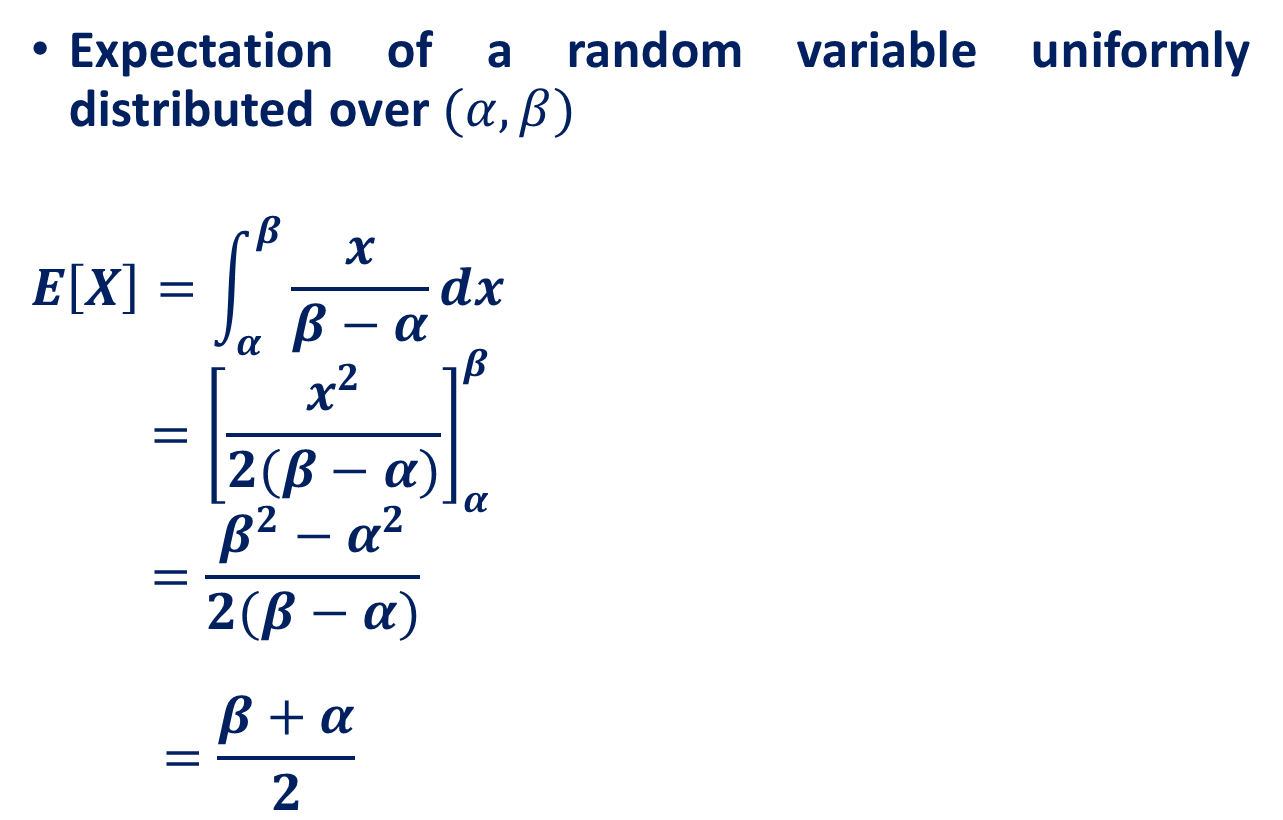 • Expectation of a random variable uniformly
distributed over (α, β)
E[X] = ∫_α^β x/(β − α) dx
= [x²/(2(β − α))]_α^β
= (β² − α²)/(2(β − α))
= (β + α)/2